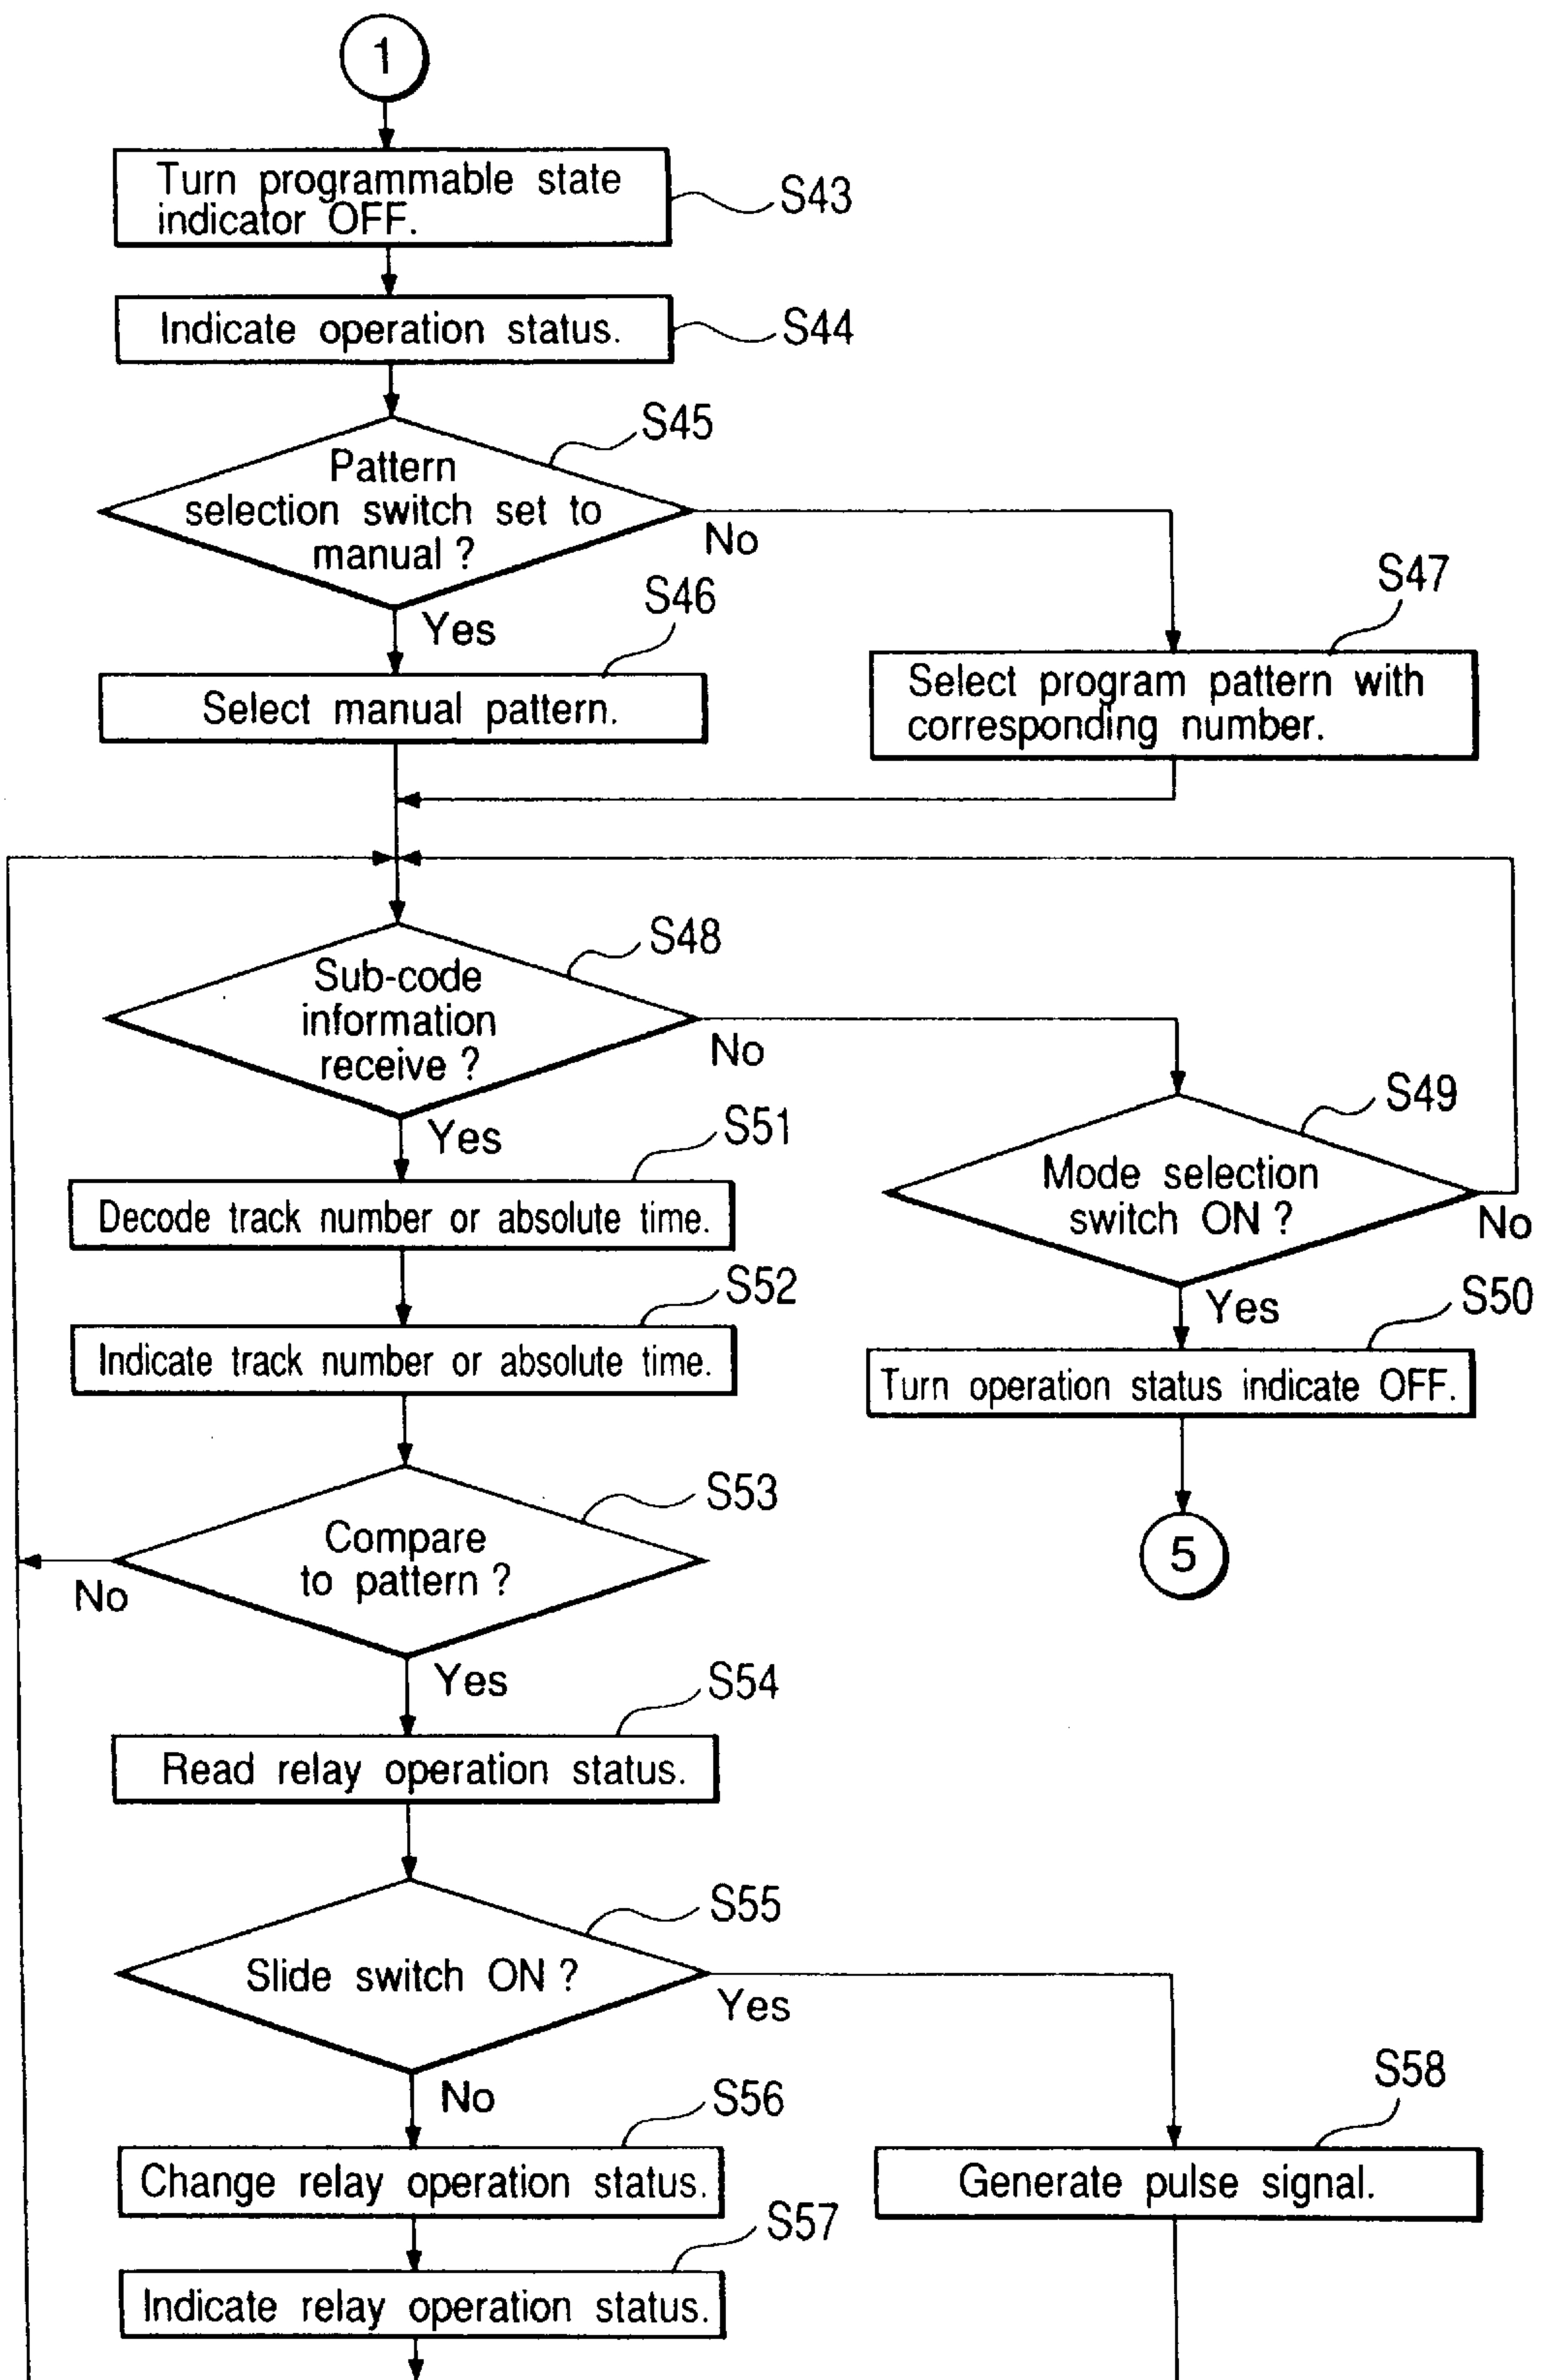 1
Turn programmable state
indicator OFF.
S43
Indicate operation status.
S44
S45
Pattern
selection switch set to
manual ?
No
Yes
S46
S47
Select manual pattern.
Select program pattern with
corresponding number.
S48
Sub-code
information
receive ?
No
Yes
S49
Mode selection
switch ON ?
No
Yes
S51
Decode track number or absolute time.
S52
Indicate track number or absolute time.
S50
Turn operation status indicate OFF.
5
S53
Compare
to pattern ?
No
Yes
S54
Read relay operation status.
S55
Slide switch ON ?
Yes
No
S56
S58
Change relay operation status.
Generate pulse signal.
S57
Indicate relay operation status.